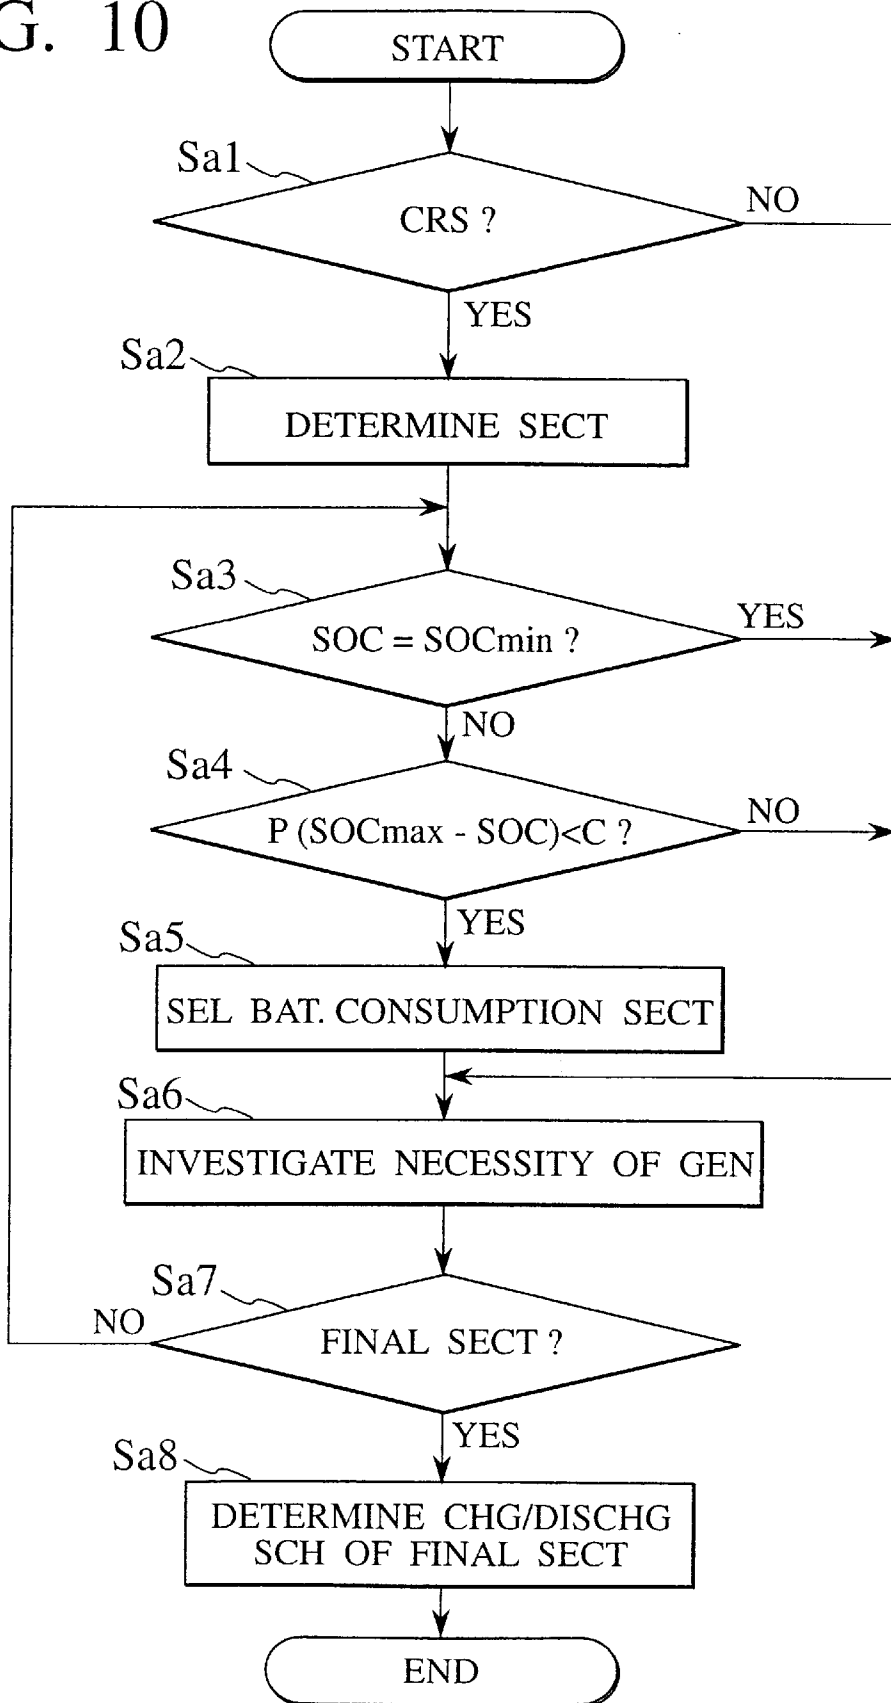 G. 10
START
Sa1
CRS ?
NO
YES
Sa2
DETERMINE SECT
Sa3
SOC = SOCmin ?
YES
NO
Sa4
P (SOCmax - SOC)<C ?
NO
YES
Sa5
SEL BAT. CONSUMPTION SECT
Sa6
INVESTIGATE NECESSITY OF GEN
Sa7
NO
FINAL SECT ?
YES
Sa8
DETERMINE CHG/DISCHG
SCH OF FINAL SECT
END